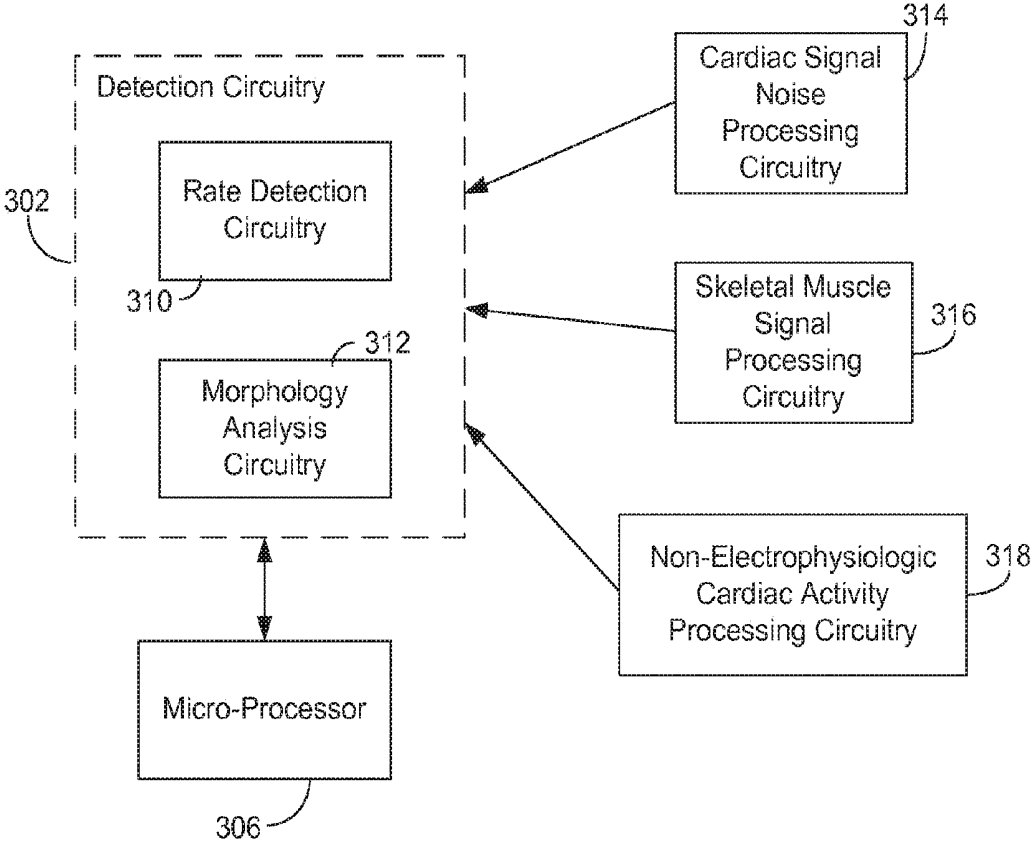 Detection Circuitry
302
Rate Detection
Circuitry
310
312
Morphology
Analysis
Circuitry
Micro-Processor
306
314
Cardiac Signal
Noise
Processing
Circuitry
Skeletal Muscle
Signal
Processing
Circuitry
316
Non-Electrophysiologic
Cardiac Activity
Processing Circuitry
318